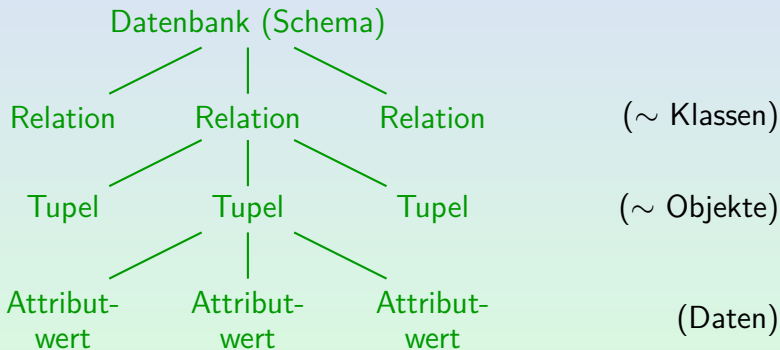 Datenbank (Schema)
Relation Relation Relation (∼ Klassen)
Tupel Tupel Tupel (∼ Objekte)
Attribut- Attribut- Attribut-
wert wert wert (Daten)